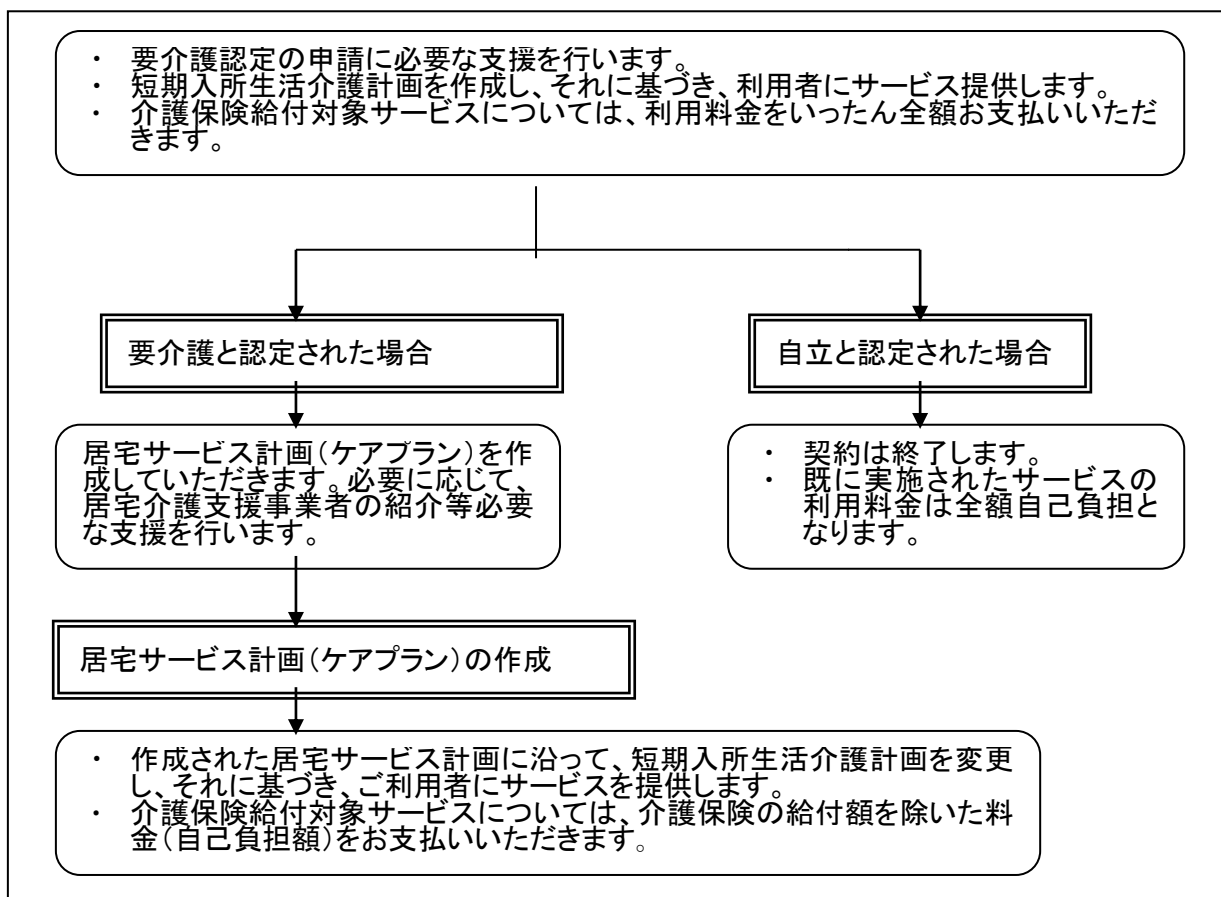 ・ 要介護認定の申請に必要な支援を行います。
・ 短期入所生活介護計画を作成し、それに基づき、利用者にサービス提供します。
・ 介護保険給付対象サービスについては、利用料金をいったん全額お支払いいただ
きます。
要介護と認定された場合
自立と認定された場合
居宅サービス計画(ケアプラン)を作
成していただきます。必要に応じて、
居宅介護支援事業者の紹介等必要
な支援を行います。
・ 契約は終了します。
・ 既に実施されたサービスの
利用料金は全額自己負担と
なります。
居宅サービス計画(ケアプラン)の作成
・ 作成された居宅サービス計画に沿って、短期入所生活介護計画を変更
し、それに基づき、ご利用者にサービスを提供します。
・ 介護保険給付対象サービスについては、介護保険の給付額を除いた料
金(自己負担額)をお支払いいただきます。